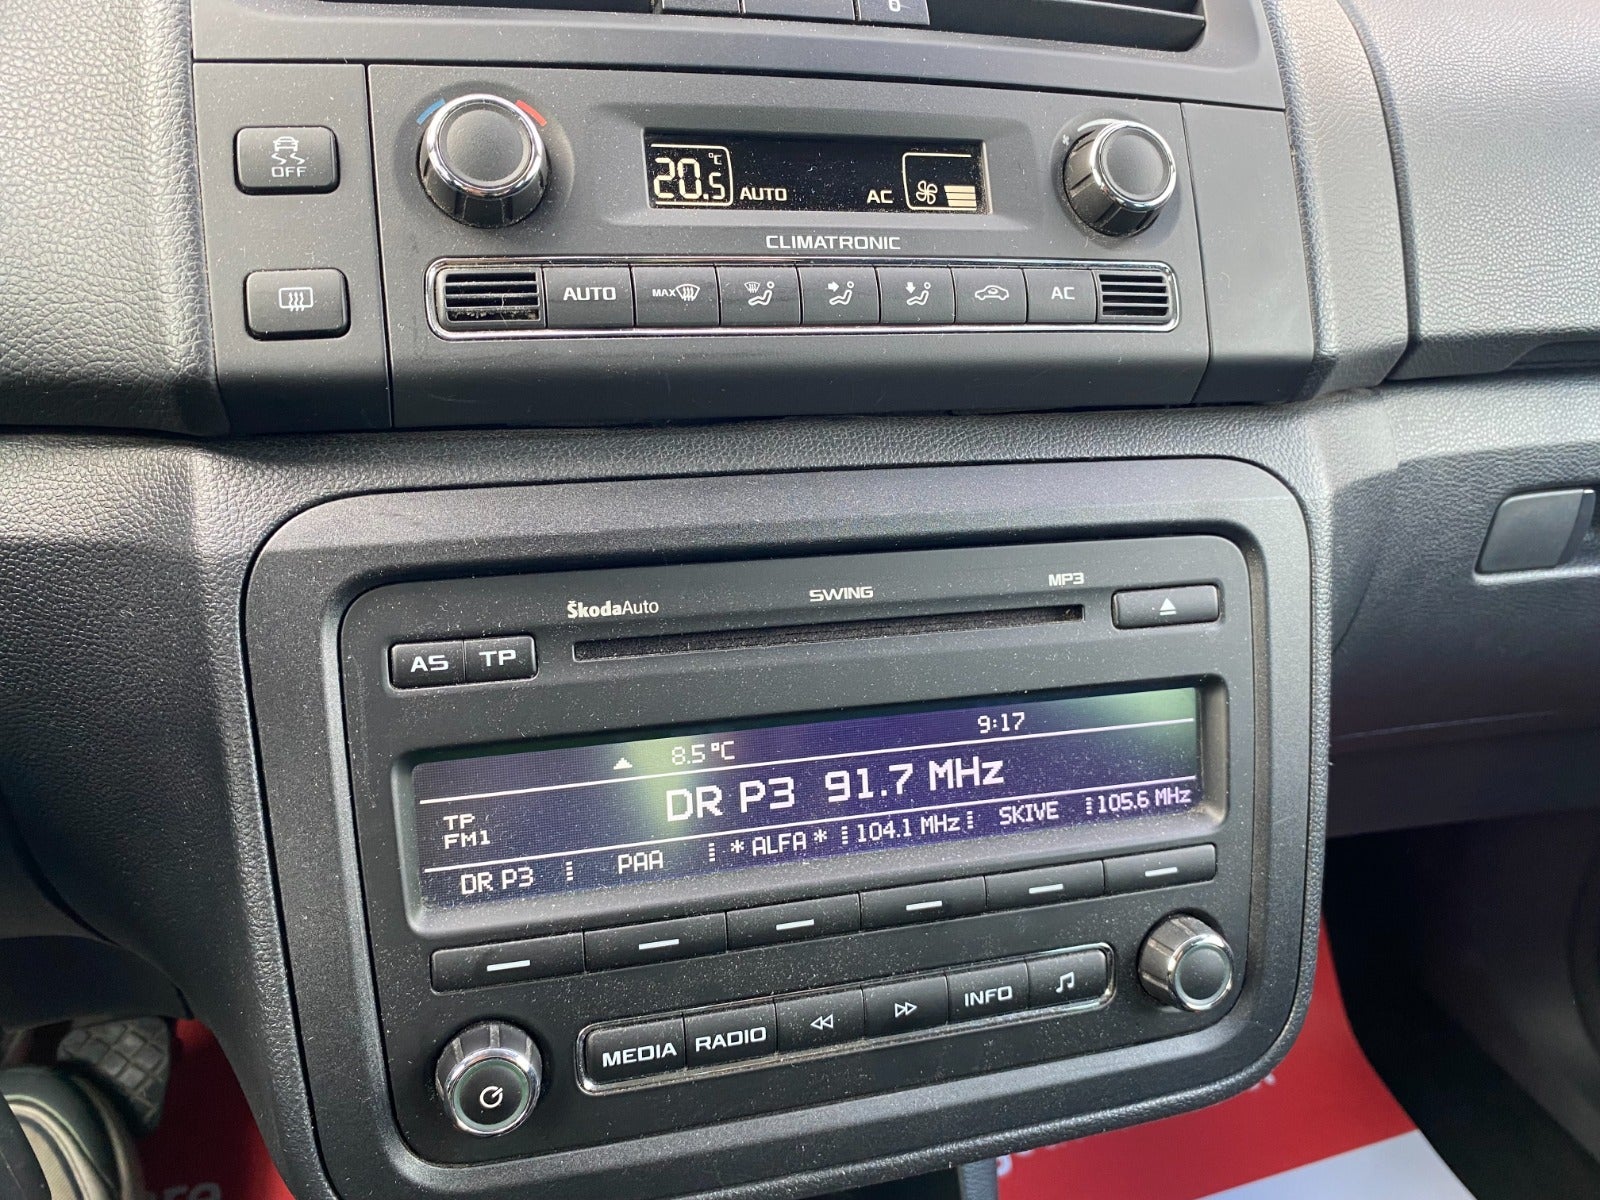 OFF
20.5 °C AUTO AC
CLIMATRONIC
AUTO MAX AC
ŠkodaAuto SWING MP3
AS TP
8.5 °C 9:17
DR P3 91.7 MHz
TP
FM1
DR P3 PAA *ALFA* 104.1 MHz SKIVE 105.6 MHz
MEDIA RADIO INFO